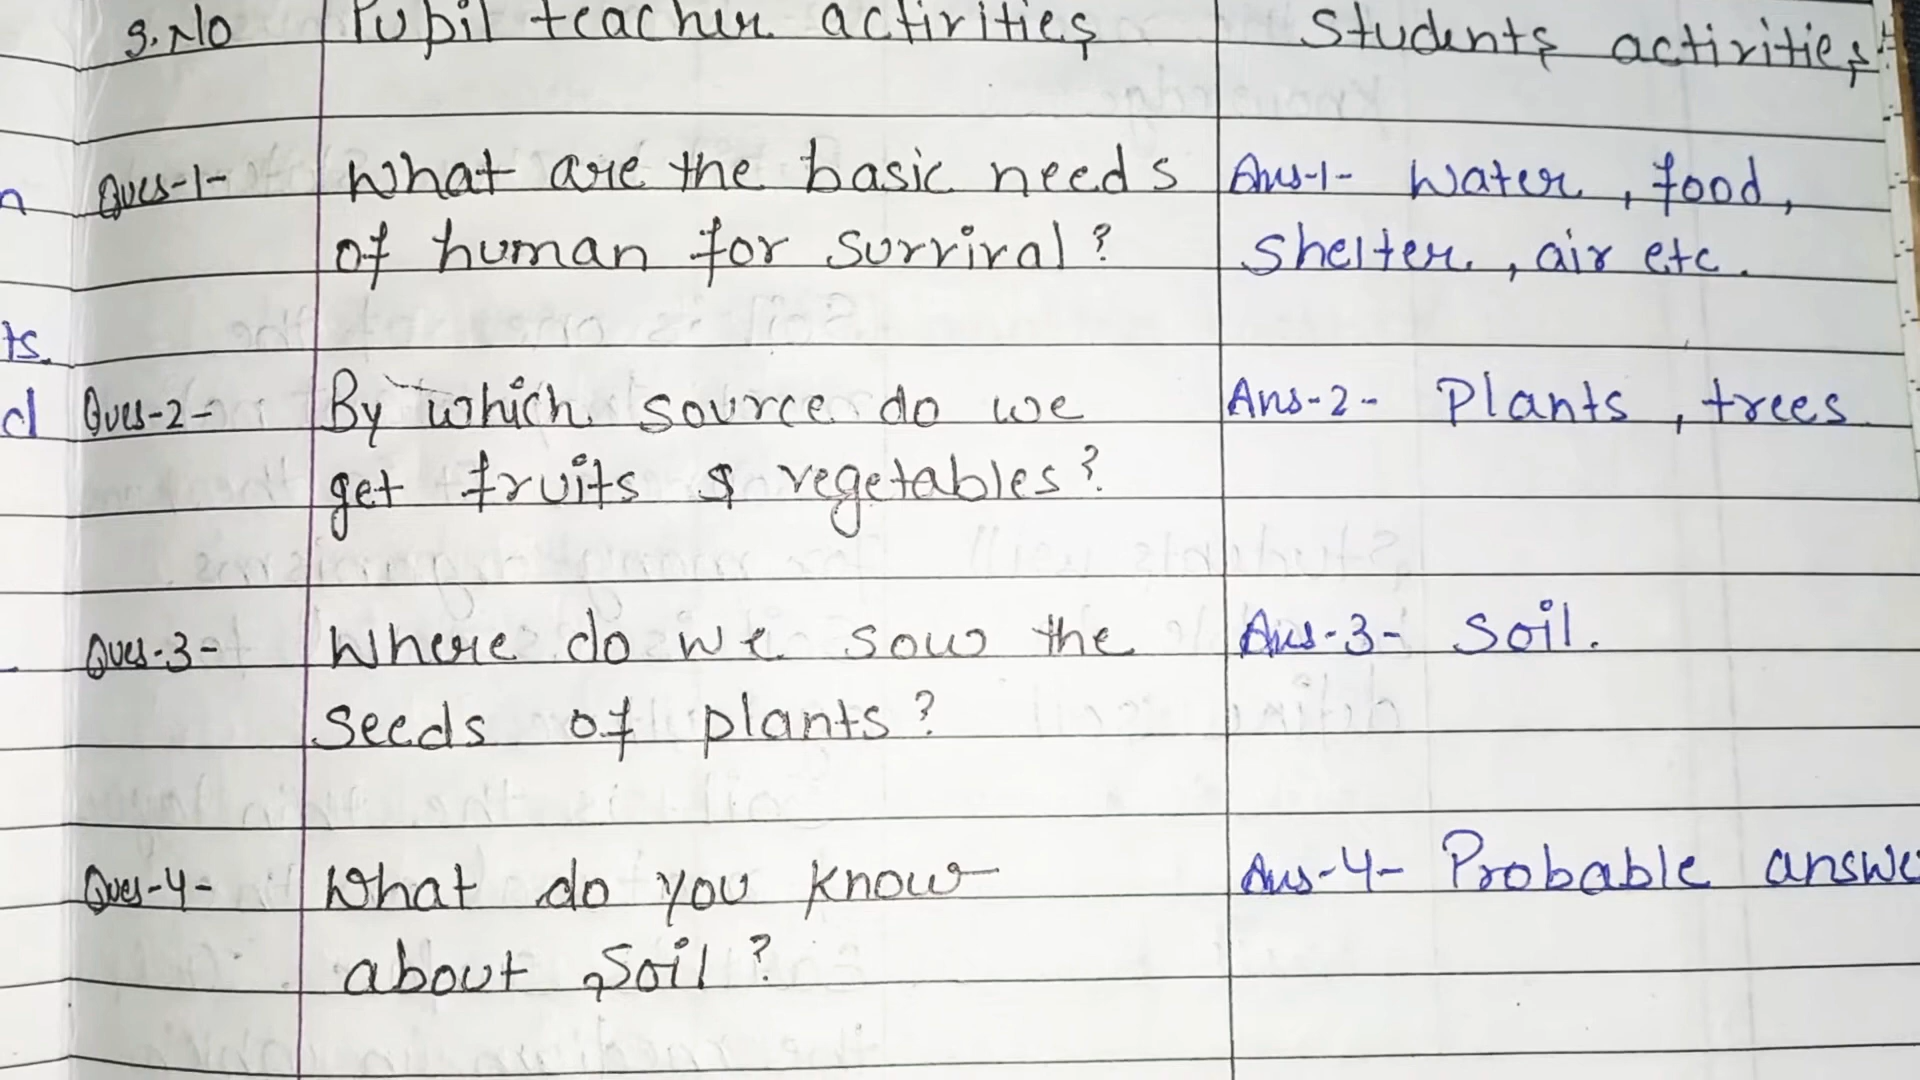 S.No Pupil teacher activities Students activities
Ques-1- What are the basic needs Ans-1- Water, food,
of human for survival? Shelter, air etc.
ts
Ques-2- By which source do we Ans-2- Plants, trees
d
get fruits & vegetables?
Ques-3- Where do we sow the Ans-3- Soil.
seeds of plants?
Ques-4- What do you know Ans-4- Probable answe
about Soil?